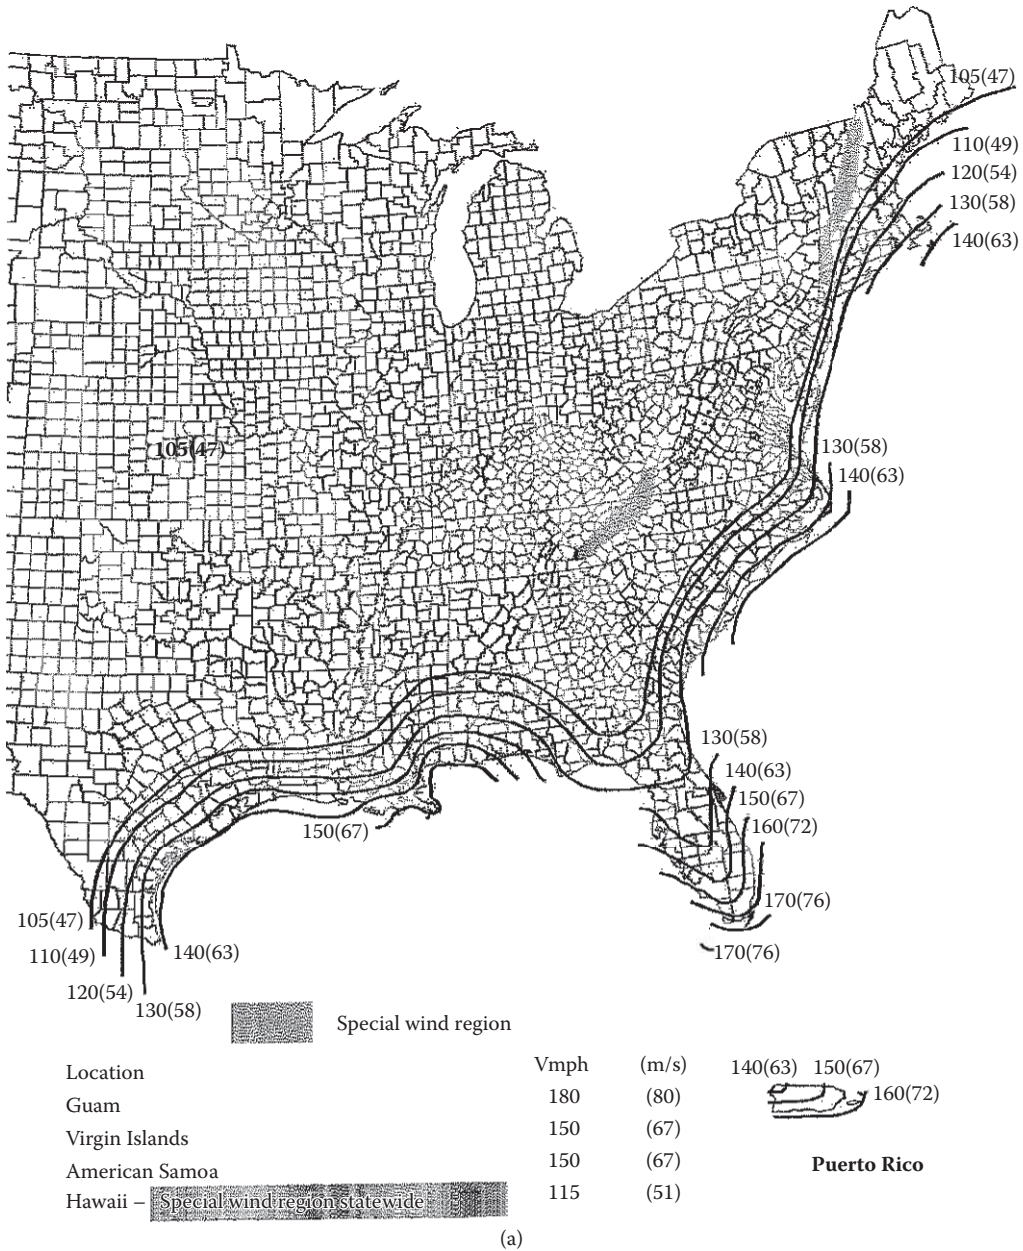 105(47)
110(49)
120(54)
130(58)
140(63)
105(47)
130(58)
140(63)
130(58)
140(63)
150(67)
160(72)
150(67)
170(76)
105(47)
110(49)
140(63)
170(76)
120(54)
130(58)
Special wind region
Location Vmph (m/s)
Guam 180 (80)
Virgin Islands 150 (67)
American Samoa 150 (67)
Hawaii – Special wind region statewide 115 (51)
140(63) 150(67)
160(72)
Puerto Rico
(a)